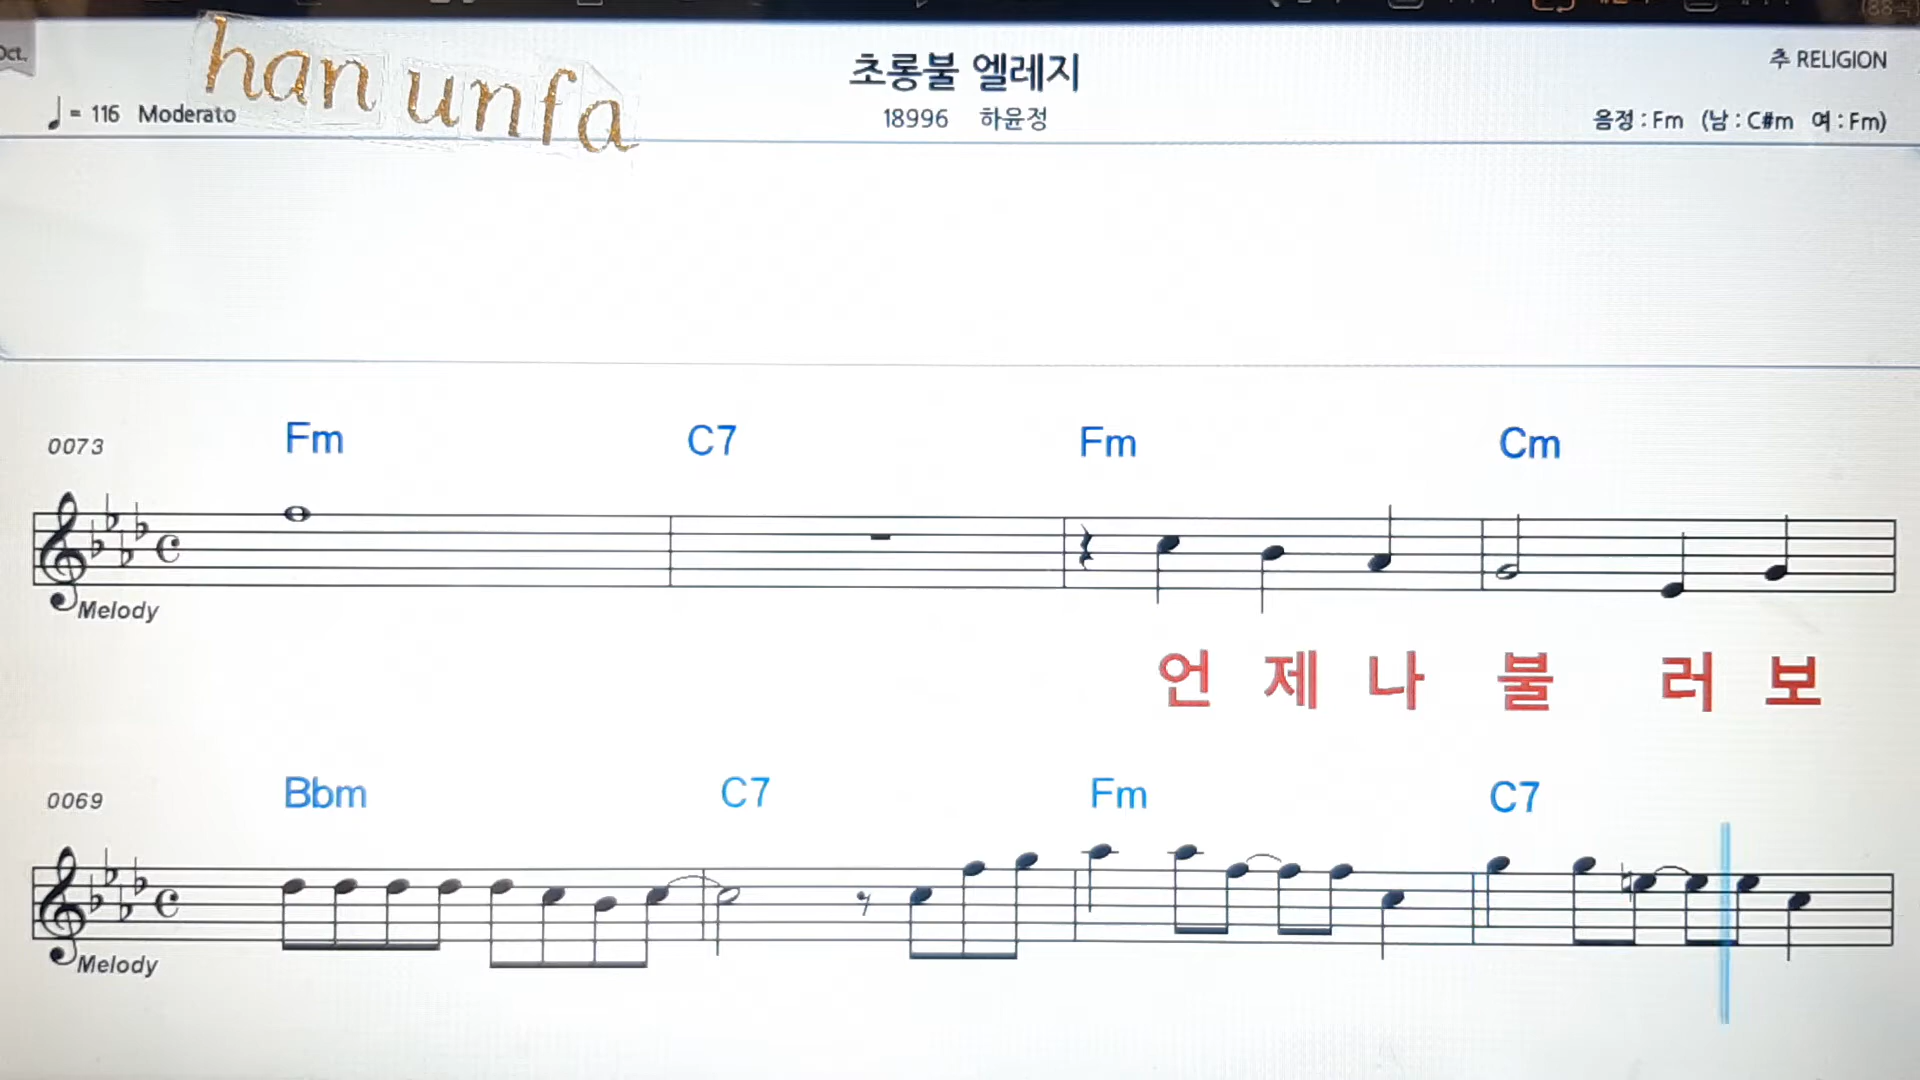 Oct.
han unfa
초롱불 엘레지
추 RELIGION
♩ = 116 Moderato
18996 하윤정
음정 : Fm (남 : C#m 여 : Fm)
0073 Fm C7 Fm Cm
Melody
언 제 나 불 러 보
0069 Bbm C7 Fm C7
Melody